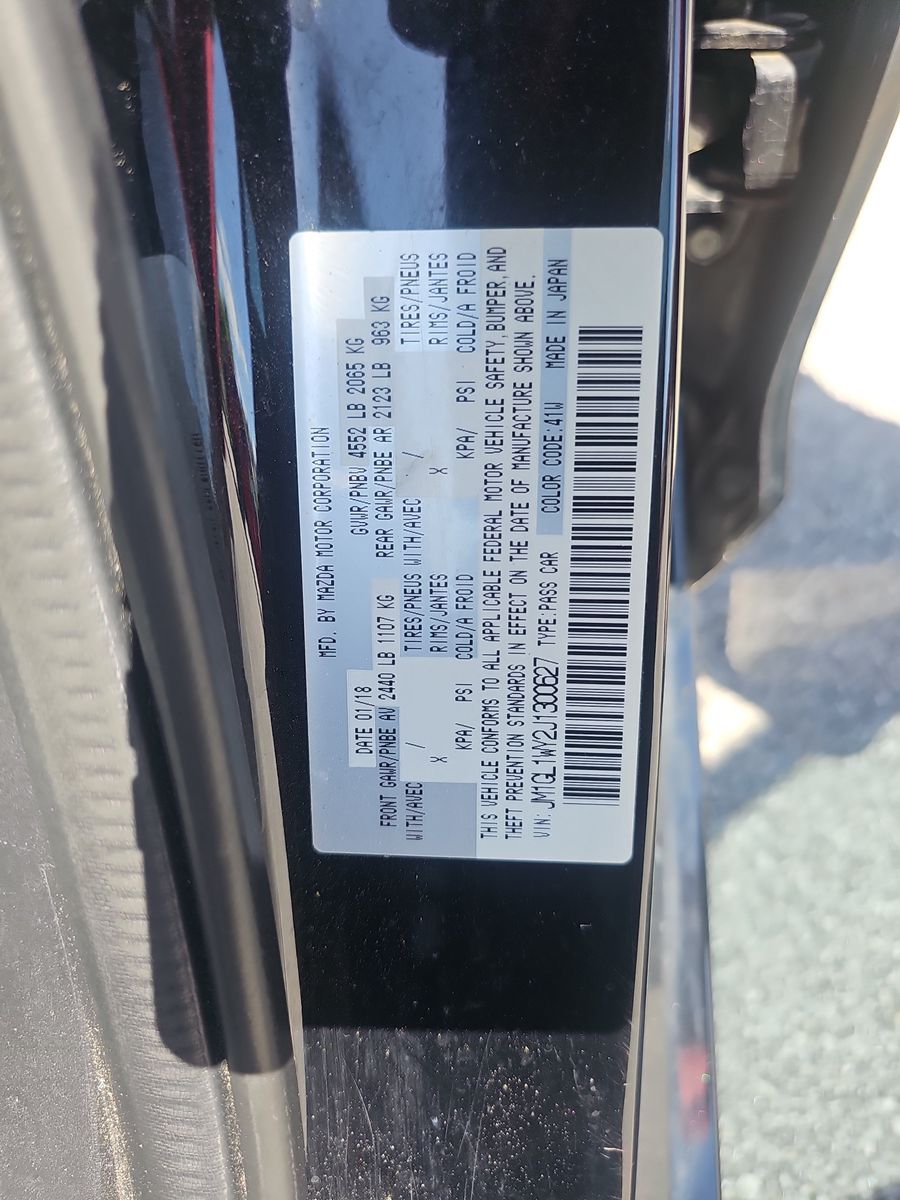 MFD. BY MAZDA MOTOR CORPORATION
DATE 01/18 GVWR/PNBV 4552 LB 2065 KG
FRONT GAWR/PNBE AV 2440 LB 1107 KG REAR GAWR/PNBE AR 2123 LB 963 KG
WITH/AVEC / TIRES/PNEUS WITH/AVEC / TIRES/PNEUS
X RIMS/JANTES X RIMS/JANTES
KPA/ PSI COLD/A FROID KPA/ PSI COLD/A FROID
THIS VEHICLE CONFORMS TO ALL APPLICABLE FEDERAL MOTOR VEHICLE SAFETY, BUMPER, AND
THEFT PREVENTION STANDARDS IN EFFECT ON THE DATE OF MANUFACTURE SHOWN ABOVE.
VIN: JM1GL1WY2J1300627 TYPE:PASS CAR COLOR CODE:41W MADE IN JAPAN